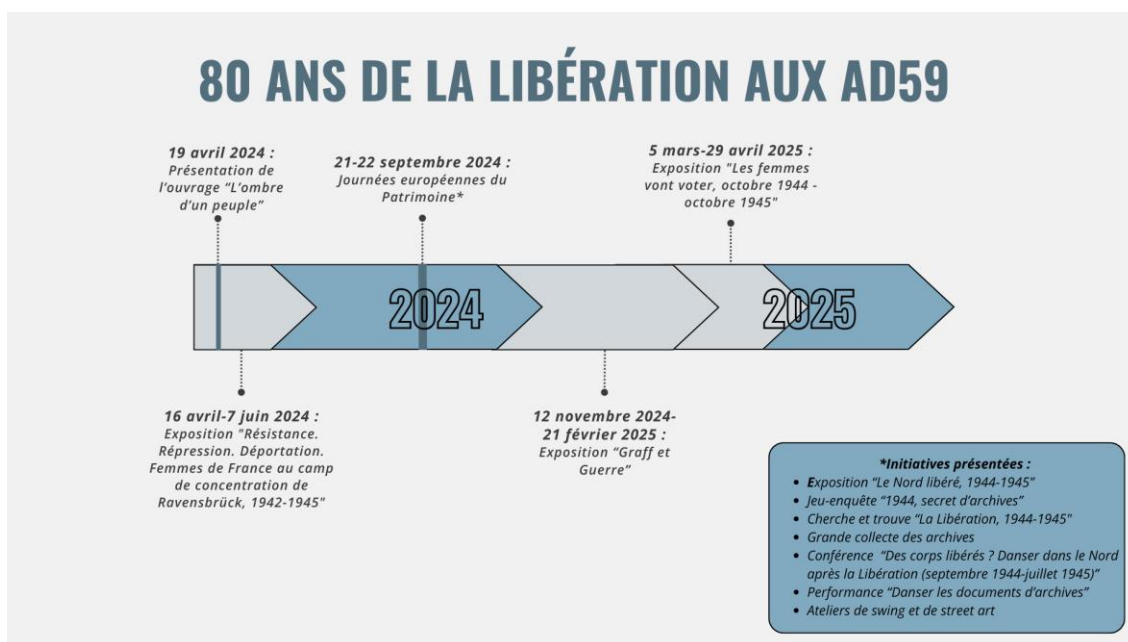 80 ANS DE LA LIBÉRATION AUX AD59
19 avril 2024 :
Présentation de
l'ouvrage “L'ombre
d'un peuple”
21-22 septembre 2024 :
Journées européennes du
Patrimoine*
5 mars-29 avril 2025 :
Exposition "Les femmes
vont voter, octobre 1944 -
octobre 1945"
2024
2025
16 avril-7 juin 2024 :
Exposition "Résistance.
Répression. Déportation.
Femmes de France au camp
de concentration de
Ravensbrück, 1942-1945"
12 novembre 2024-
21 février 2025 :
Exposition “Graff et
Guerre”
*Initiatives présentées :
• Exposition “Le Nord libéré, 1944-1945”
• Jeu-enquête “1944, secret d'archives”
• Cherche et trouve “La Libération, 1944-1945"
• Grande collecte des archives
• Conférence “Des corps libérés ? Danser dans le Nord
après la Libération (septembre 1944-juillet 1945)”
• Performance “Danser les documents d'archives”
• Ateliers de swing et de street art